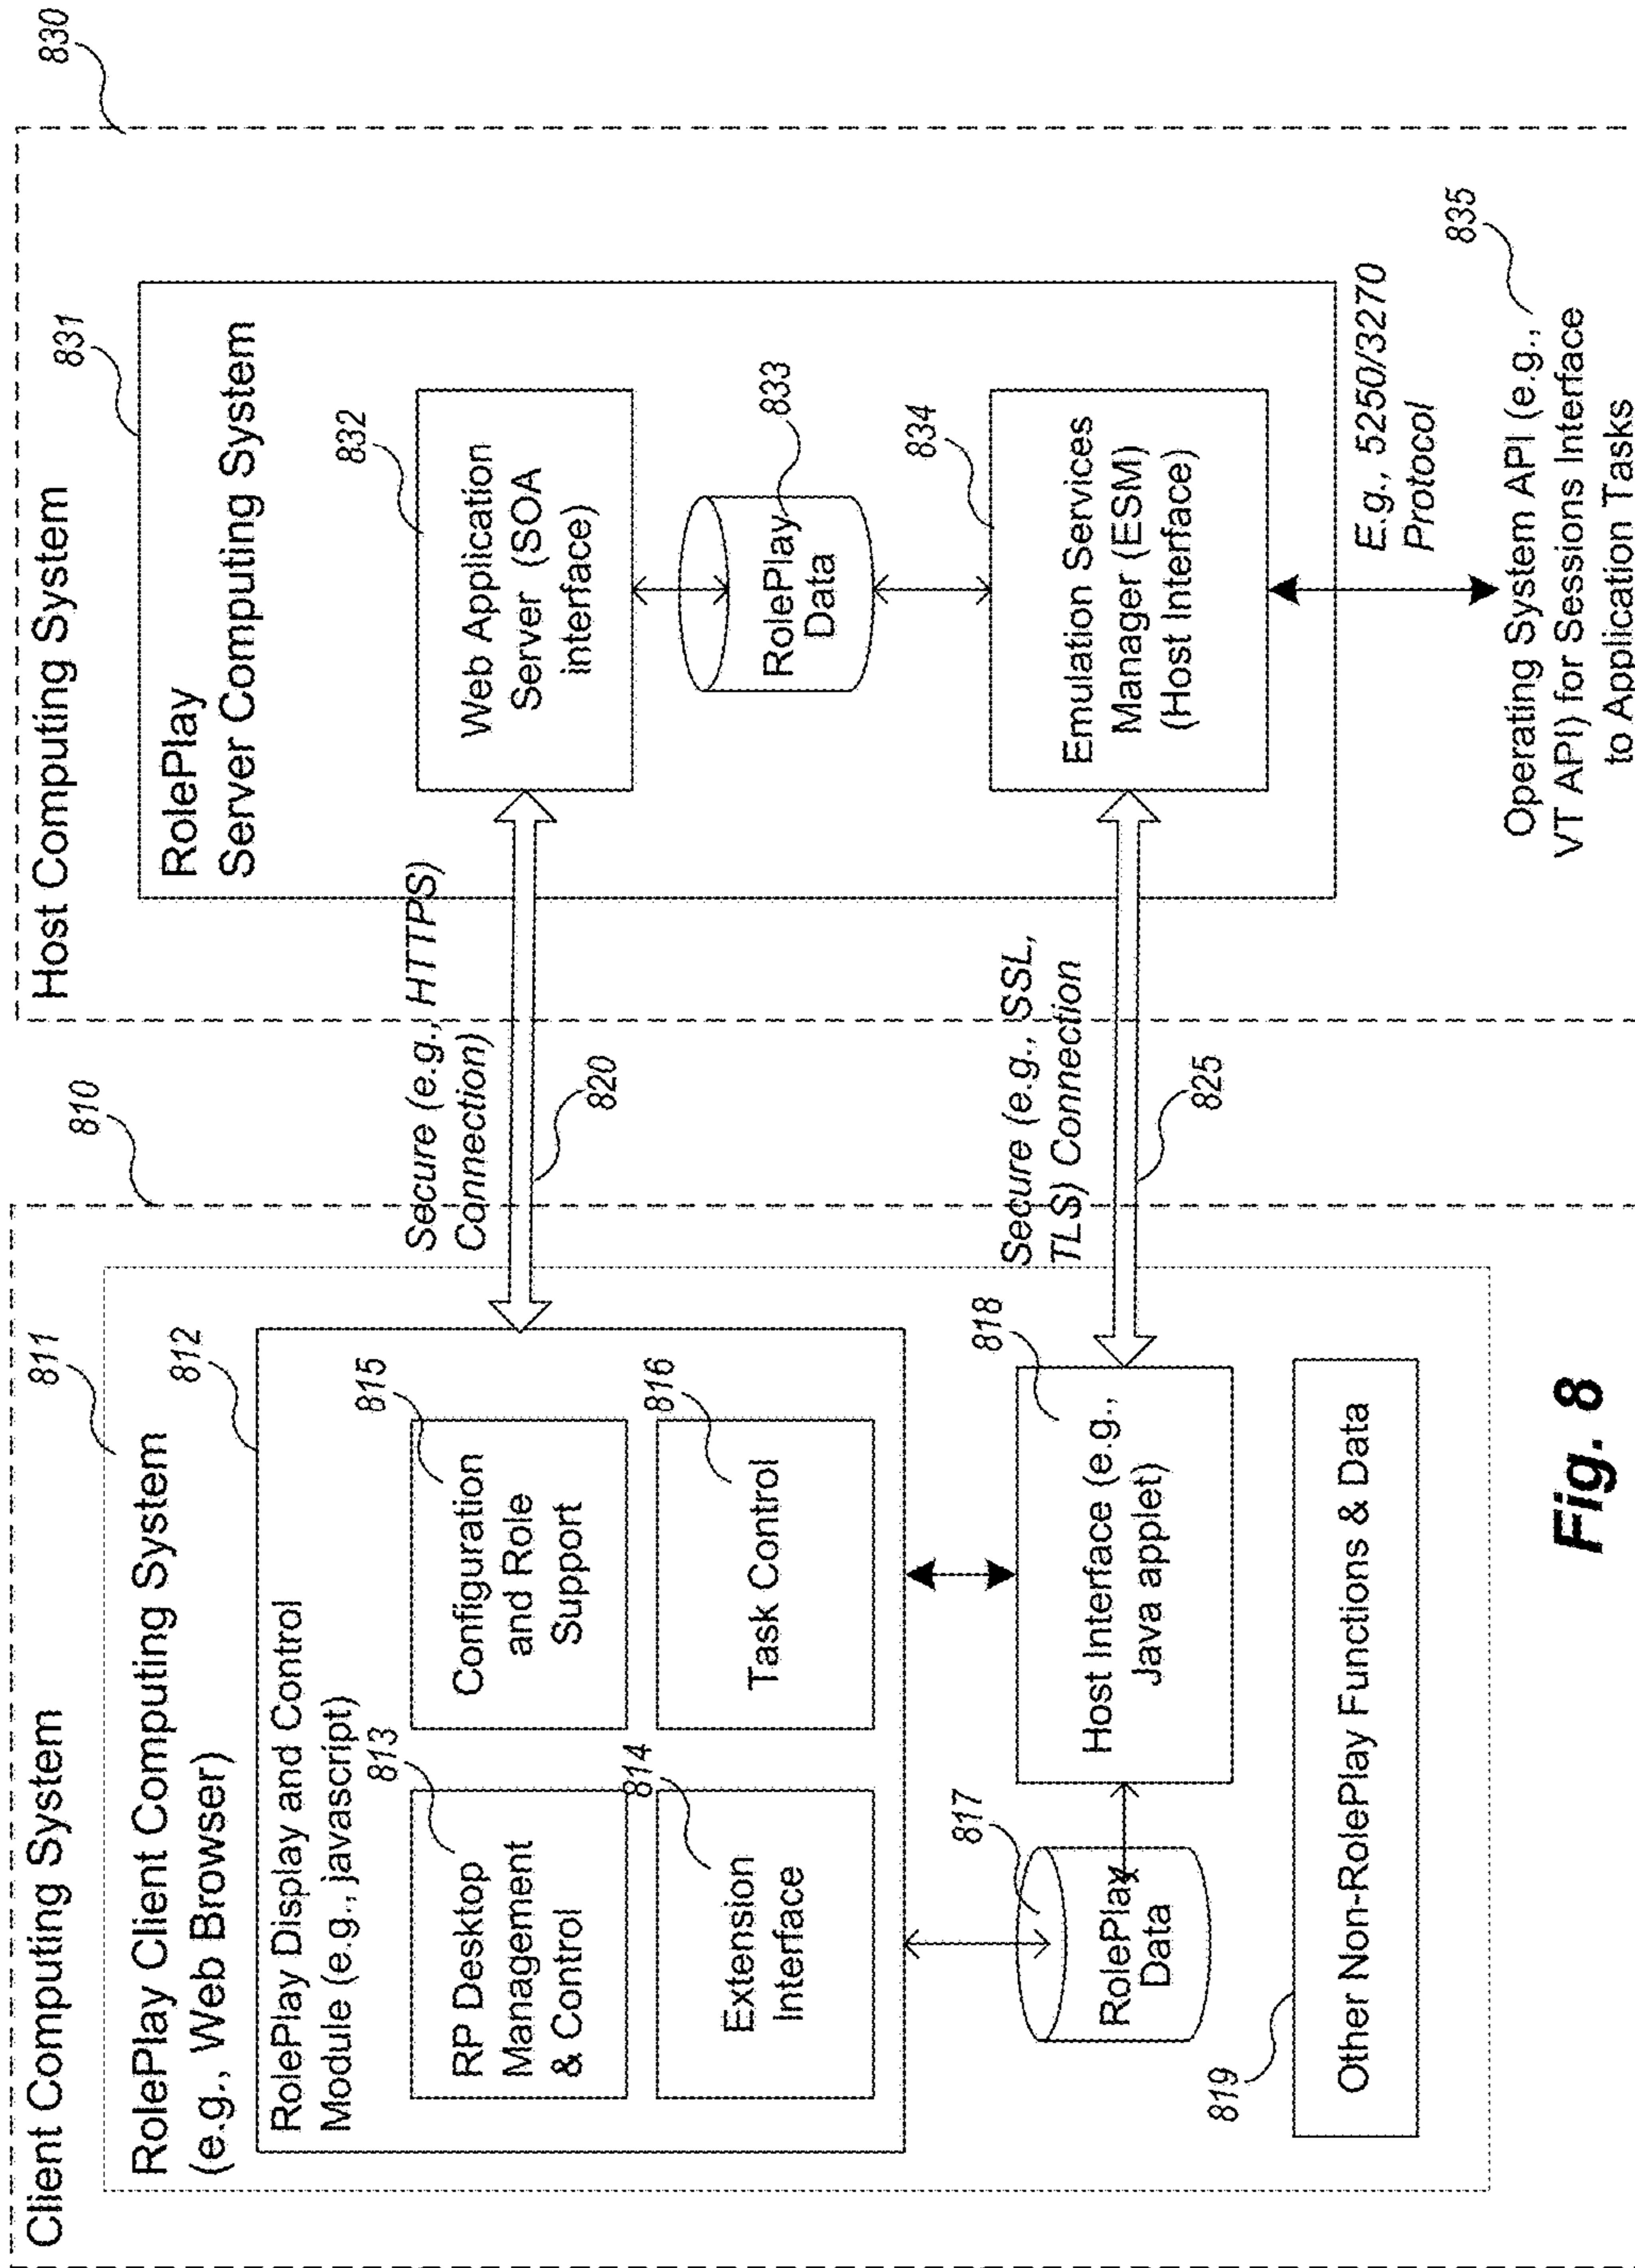 Client Computing System
810
811
RolePlay Client Computing System
(e.g., Web Browser)
812
RolePlay Display and Control
Module (e.g., javascript)
813
RP Desktop
Management
& Control
815
Configuration
and Role
Support
814
Extension
Interface
816
Task Control
817
RolePlay
Data
818
Host Interface (e.g.,
Java applet)
819
Other Non-RolePlay Functions & Data
Secure (e.g., HTTPS)
Connection)
820
Secure (e.g., SSL,
TLS) Connection
825
Host Computing System
830
831
RolePlay
Server Computing System
832
Web Application
Server (SOA
interface)
833
RolePlay
Data
834
Emulation Services
Manager (ESM)
(Host Interface)
E.g., 5250/3270
Protocol
835
Operating System API (e.g.,
VT API) for Sessions Interface
to Application Tasks
Fig. 8